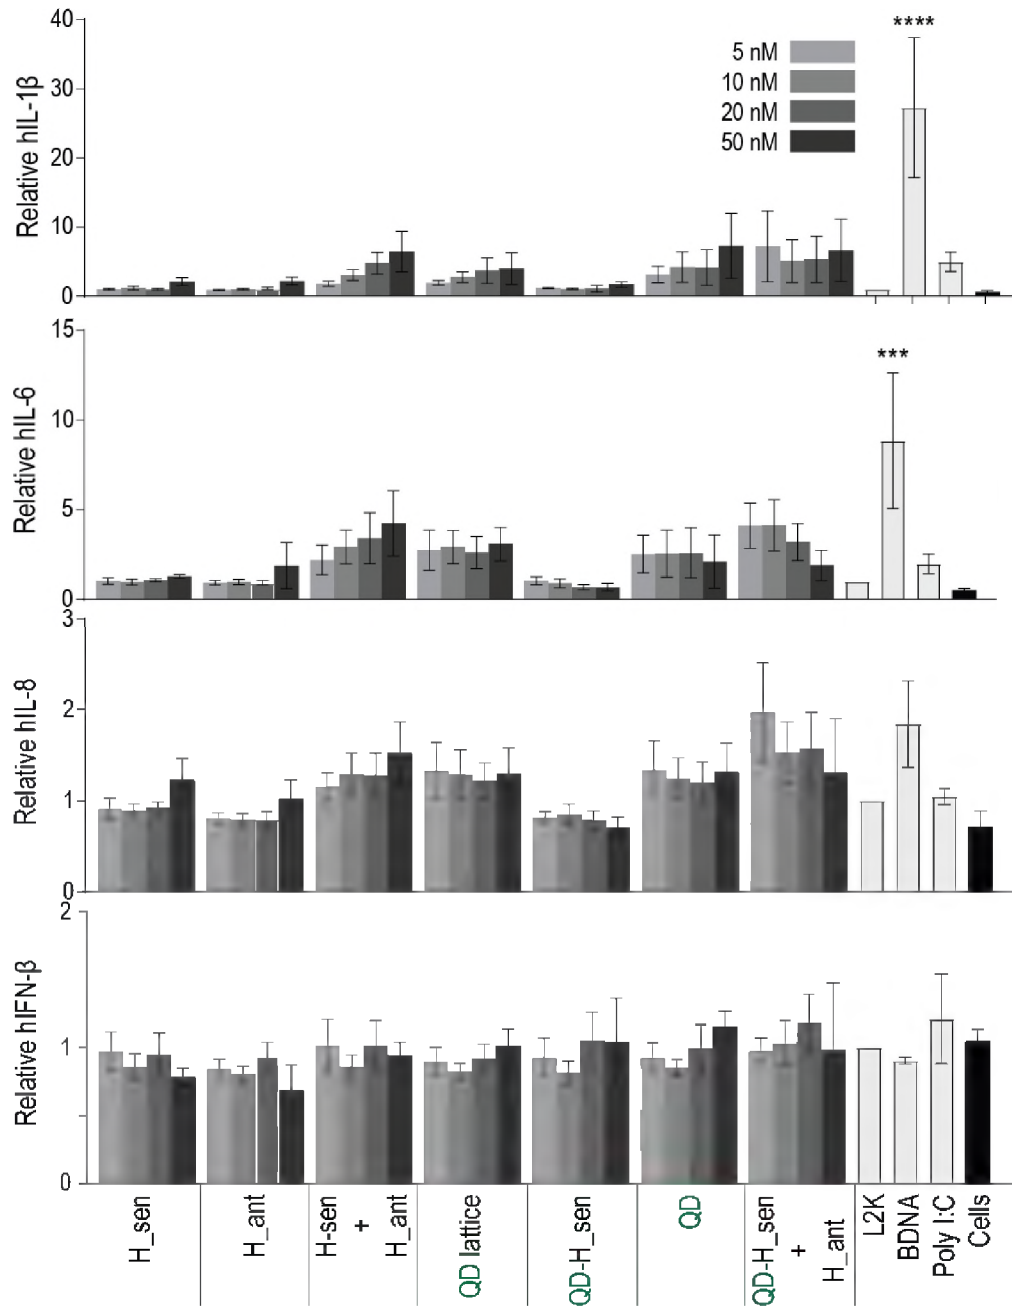 Relative hIL-1β
40
30
20
10
0
5 nM
10 nM
20 nM
50 nM
****
Relative hIL-6
15
10
5
0
***
Relative hIL-8
3
2
1
0
Relative hIFN-β
2
1
0
H_sen
H_ant
H-sen
+
H_ant
QD lattice
QD-H_sen
QD
QD-H_sen
+
H_ant
L2K
BDNA
Poly I:C
Cells